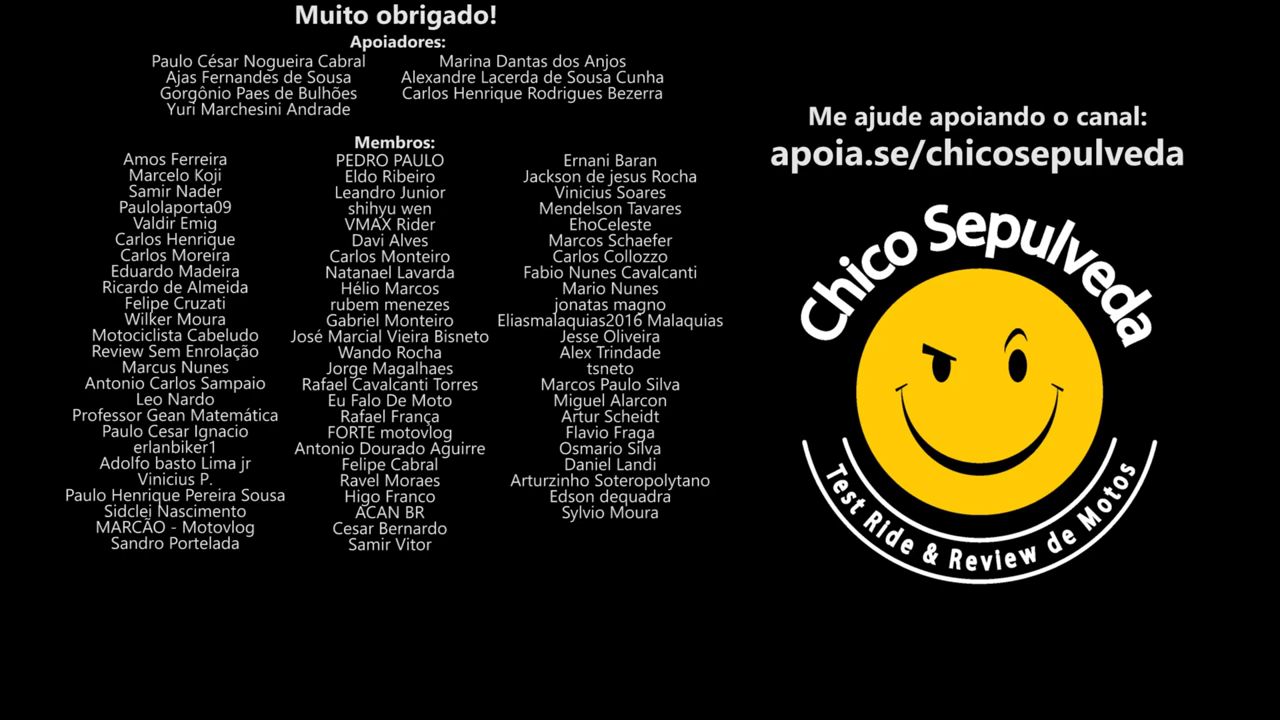 Muito obrigado!
Apoiadores:
Paulo César Nogueira Cabral
Ajas Fernandes de Sousa
Gorgônio Paes de Bulhões
Yuri Marchesini Andrade
Marina Dantas dos Anjos
Alexandre Lacerda de Sousa Cunha
Carlos Henrique Rodrigues Bezerra
Membros:
Amos Ferreira
Marcelo Koji
Samir Nader
Paulolaporta09
Valdir Emig
Carlos Henrique
Carlos Moreira
Eduardo Madeira
Ricardo de Almeida
Felipe Cruzati
Wilker Moura
Motociclista Cabeludo
Review Sem Enrolação
Marcus Nunes
Antonio Carlos Sampaio
Leo Nardo
Professor Gean Matemática
Paulo Cesar Ignacio
erlanbiker1
Adolfo basto Lima jr
Vinicius P.
Paulo Henrique Pereira Sousa
Sidclei Nascimento
MARCÃO - Motovlog
Sandro Portelada
PEDRO PAULO
Eldo Ribeiro
Leandro Junior
shihyu wen
VMAX Rider
Davi Alves
Carlos Monteiro
Natanael Lavarda
Hélio Marcos
rubem menezes
Gabriel Monteiro
José Marcial Vieira Bisneto
Wando Rocha
Jorge Magalhaes
Rafael Cavalcanti Torres
Eu Falo De Moto
Rafael França
FORTE motovlog
Antonio Dourado Aguirre
Felipe Cabral
Ravel Moraes
Higo Franco
ACAN BR
Cesar Bernardo
Samir Vitor
Ernani Baran
Jackson de jesus Rocha
Vinicius Soares
Mendelson Tavares
EhoCeleste
Marcos Schaefer
Carlos Collozzo
Fabio Nunes Cavalcanti
Mario Nunes
jonatas magno
Eliasmalaquias2016 Malaquias
Jesse Oliveira
Alex Trindade
tsneto
Marcos Paulo Silva
Miguel Alarcon
Artur Scheidt
Flavio Fraga
Osmario Silva
Daniel Landi
Arturzinho Soteropolytano
Edson dequadra
Sylvio Moura
Me ajude apoiando o canal:
apoia.se/chicosepulveda
Chico Sepulveda
Test Ride & Review de Motos